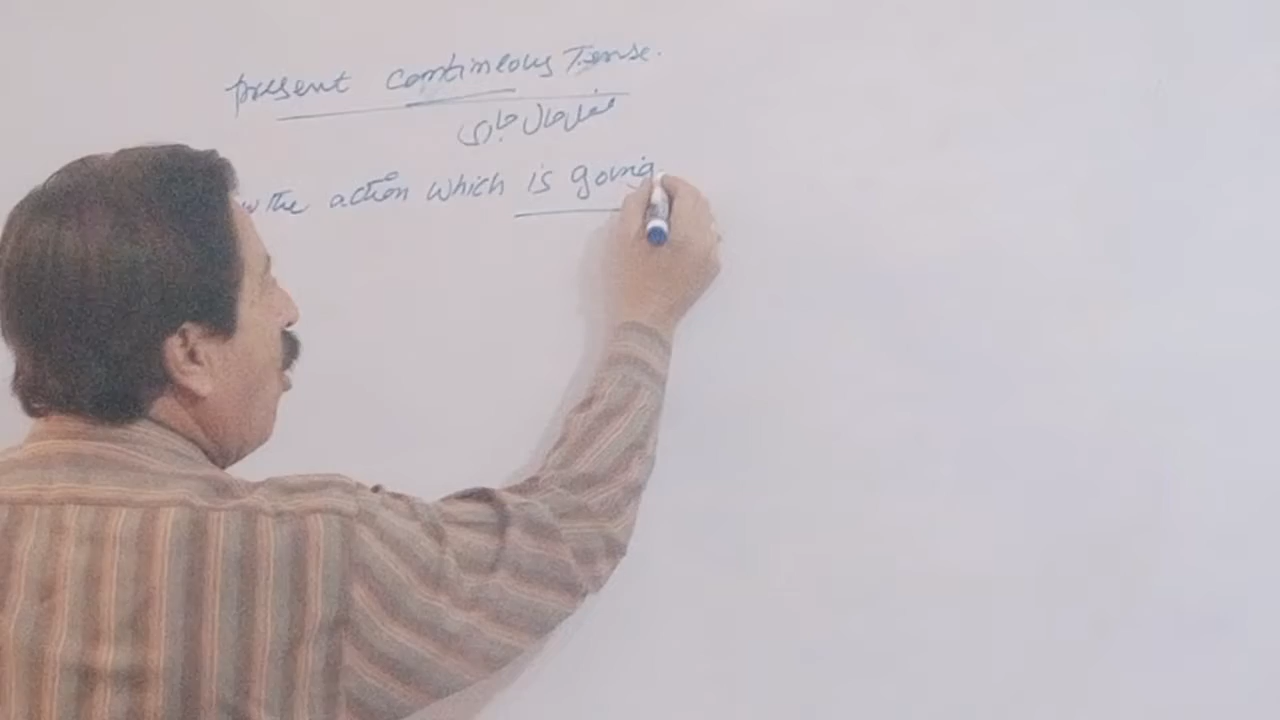 present continuous Tense.
فعل حال جاری
the action which is going